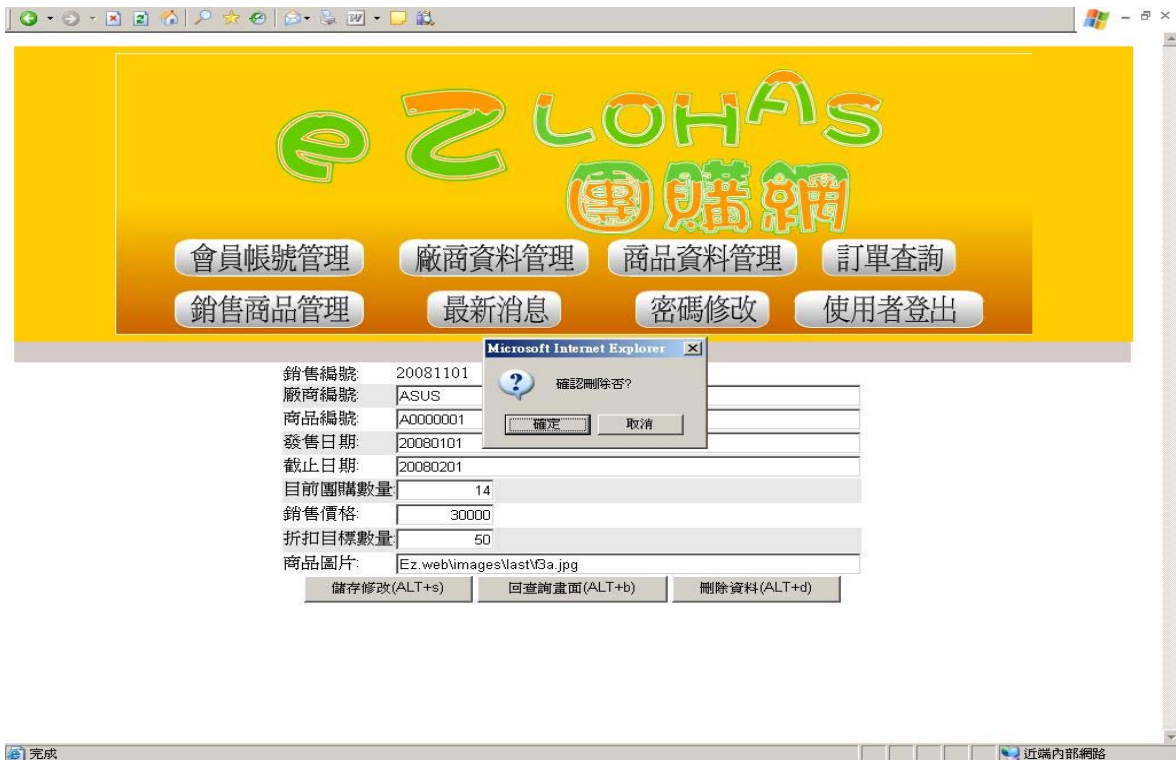 eZ LOHAS
團購網
會員帳號管理 廠商資料管理 商品資料管理 訂單查詢
銷售商品管理 最新消息 密碼修改 使用者登出
Microsoft Internet Explorer
確認刪除否?
確定 取消
銷售編號: 20081101
廠商編號: ASUS
商品編號: A0000001
發售日期: 20080101
截止日期: 20080201
目前團購數量: 14
銷售價格: 30000
折扣目標數量: 50
商品圖片: Ez.web\images\last\f3a.jpg
儲存修改(ALT+s) 回查詢畫面(ALT+b) 刪除資料(ALT+d)
完成 近端內部網路